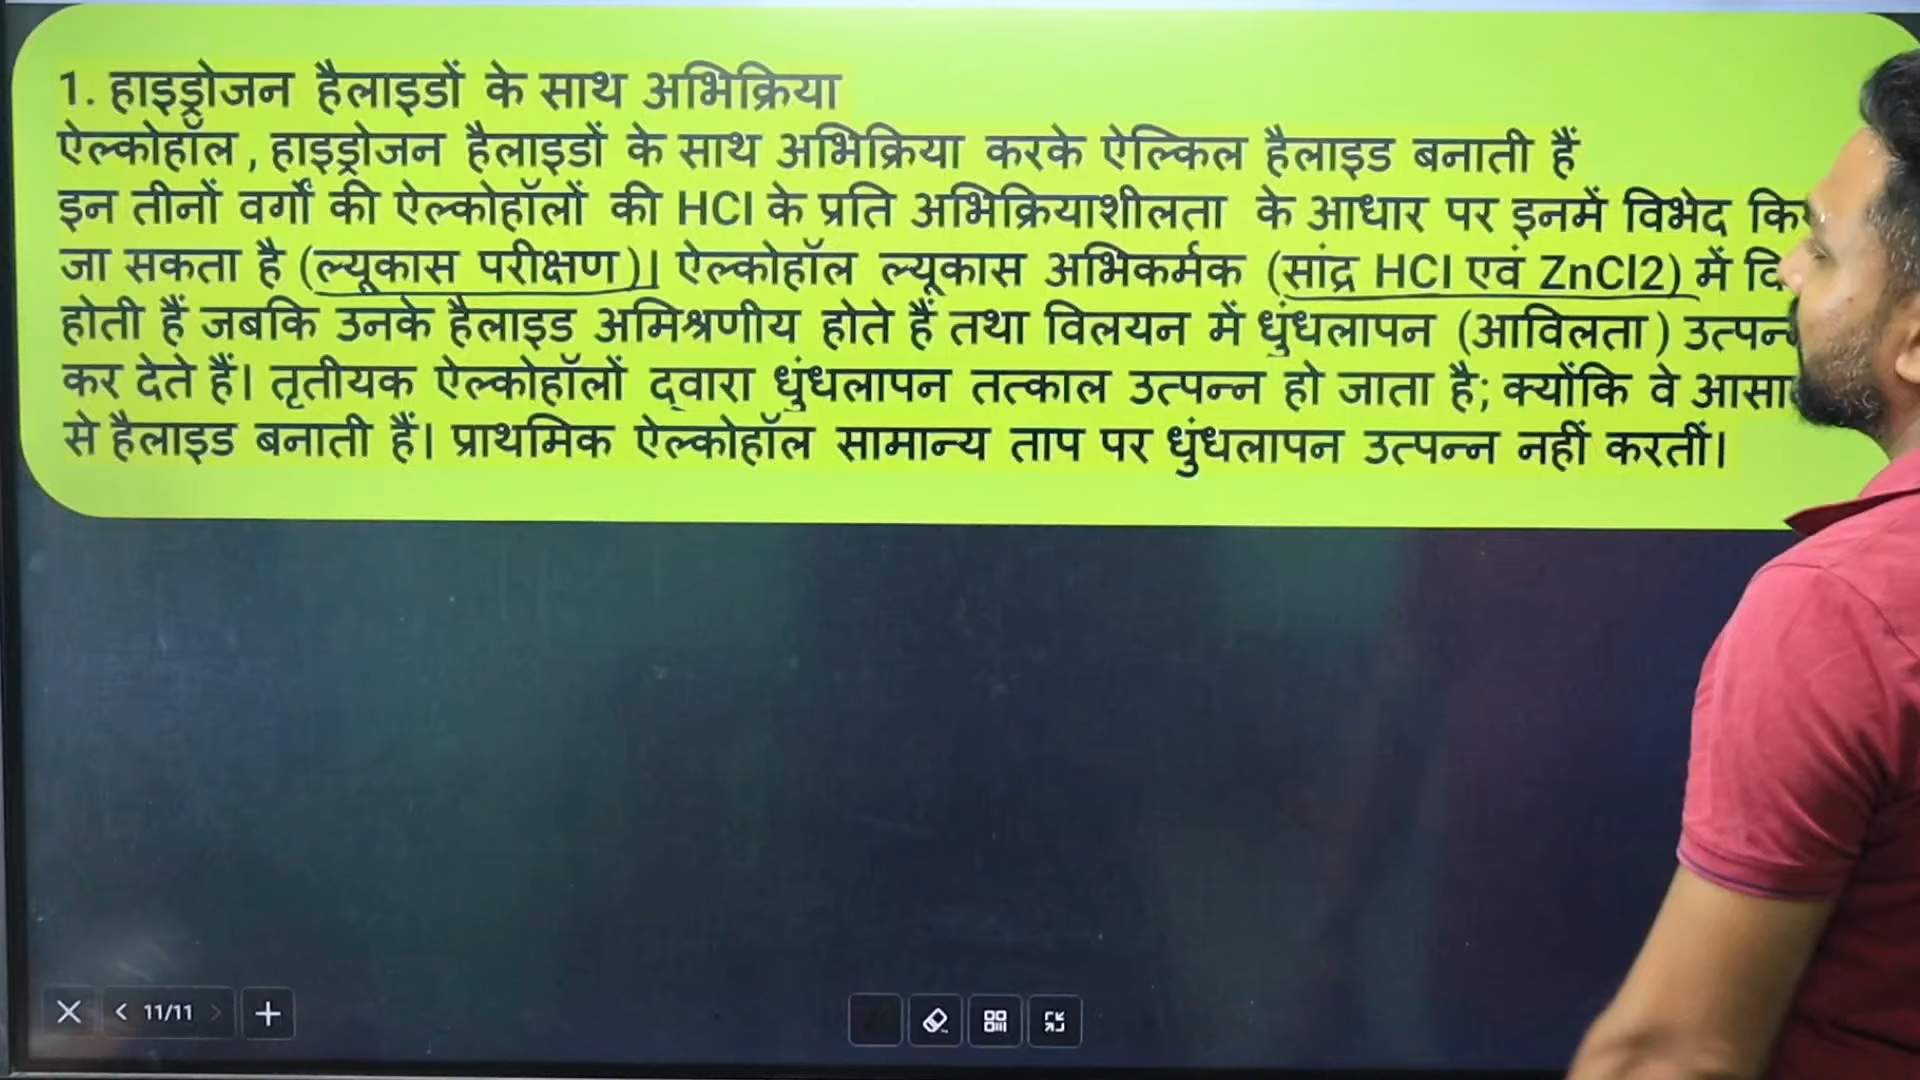 1. हाइड्रोजन हैलाइडों के साथ अभिक्रिया
ऐल्कोहॉल , हाइड्रोजन हैलाइडों के साथ अभिक्रिया करके ऐल्किल हैलाइड बनाती हैं
इन तीनों वर्गों की ऐल्कोहॉलों की HCl के प्रति अभिक्रियाशीलता के आधार पर इनमें विभेद
जा सकता है (ल्यूकास परीक्षण)। ऐल्कोहॉल ल्यूकास अभिकर्मक (सांद्र HCl एवं ZnCl2) में
होती हैं जबकि उनके हैलाइड अमिश्रणीय होते हैं तथा विलयन में धुंधलापन (आविलता)
कर देते हैं। तृतीयक ऐल्कोहॉलों द्वारा धुंधलापन तत्काल उत्पन्न हो जाता है; क्योंकि वे
से हैलाइड बनाती हैं। प्राथमिक ऐल्कोहॉल सामान्य ताप पर धुंधलापन उत्पन्न नहीं करतीं।
11/11